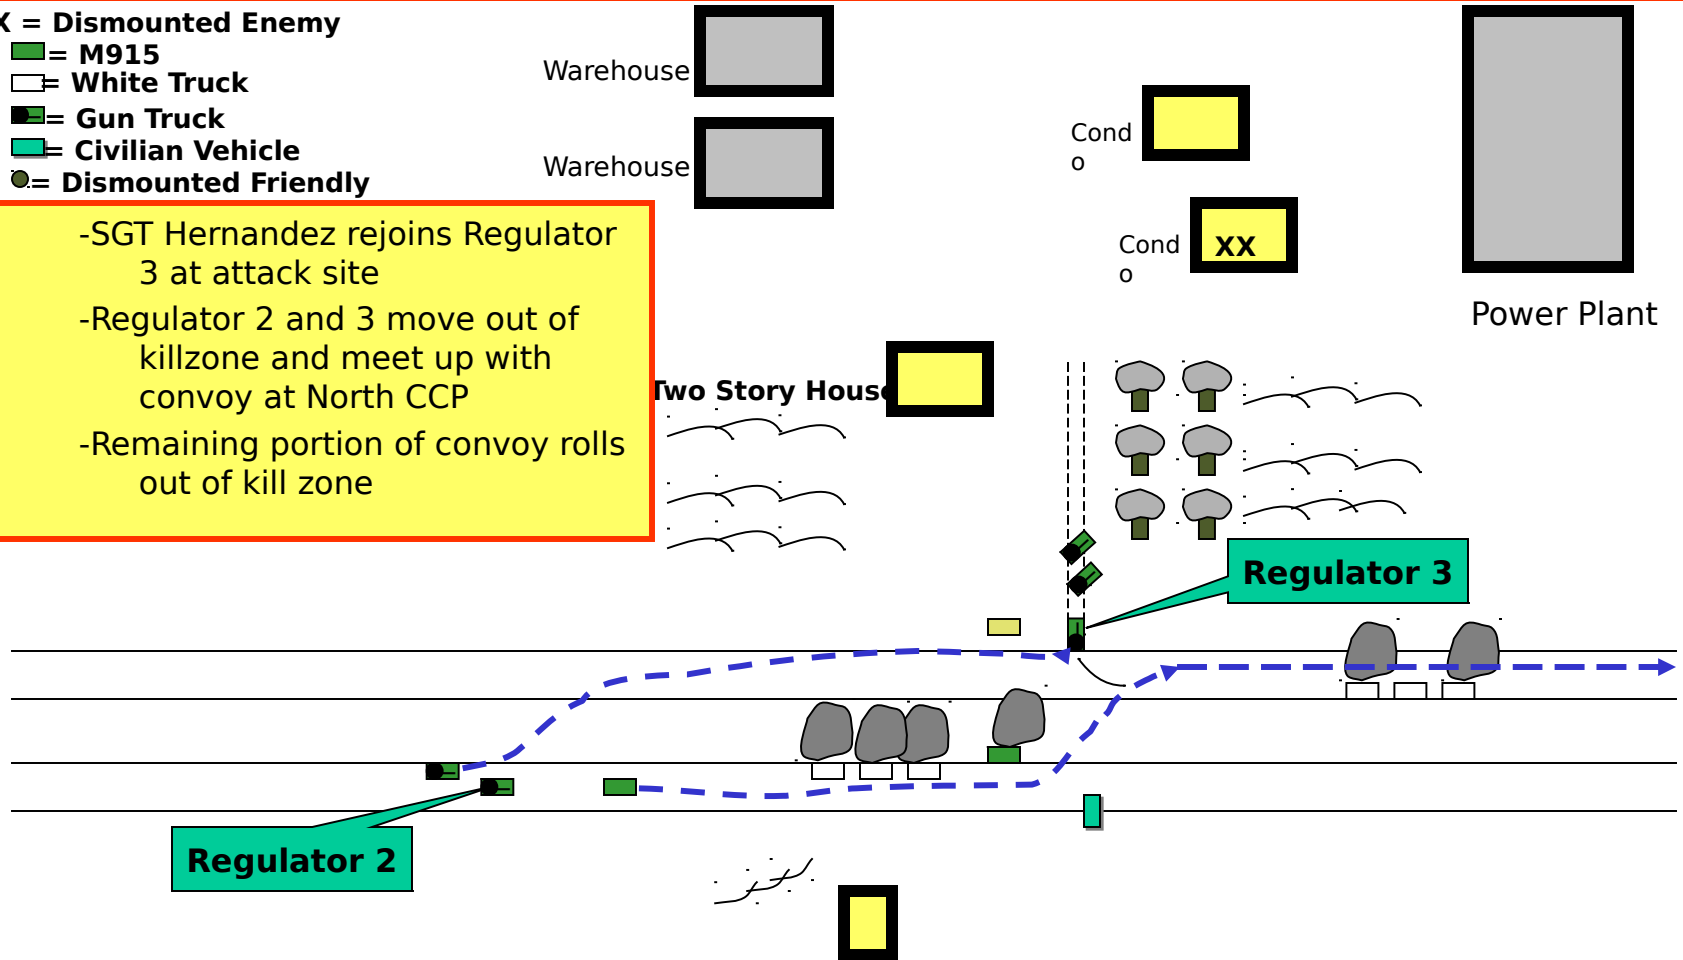 X = Dismounted Enemy
= M915
= White Truck
= Gun Truck
= Civilian Vehicle
= Dismounted Friendly
-SGT Hernandez rejoins Regulator
3 at attack site
-Regulator 2 and 3 move out of
killzone and meet up with
convoy at North CCP
-Remaining portion of convoy rolls
out of kill zone
Warehouse
Warehouse
Cond
o
Cond
o
XX
Power Plant
Two Story House
Regulator 3
Regulator 2